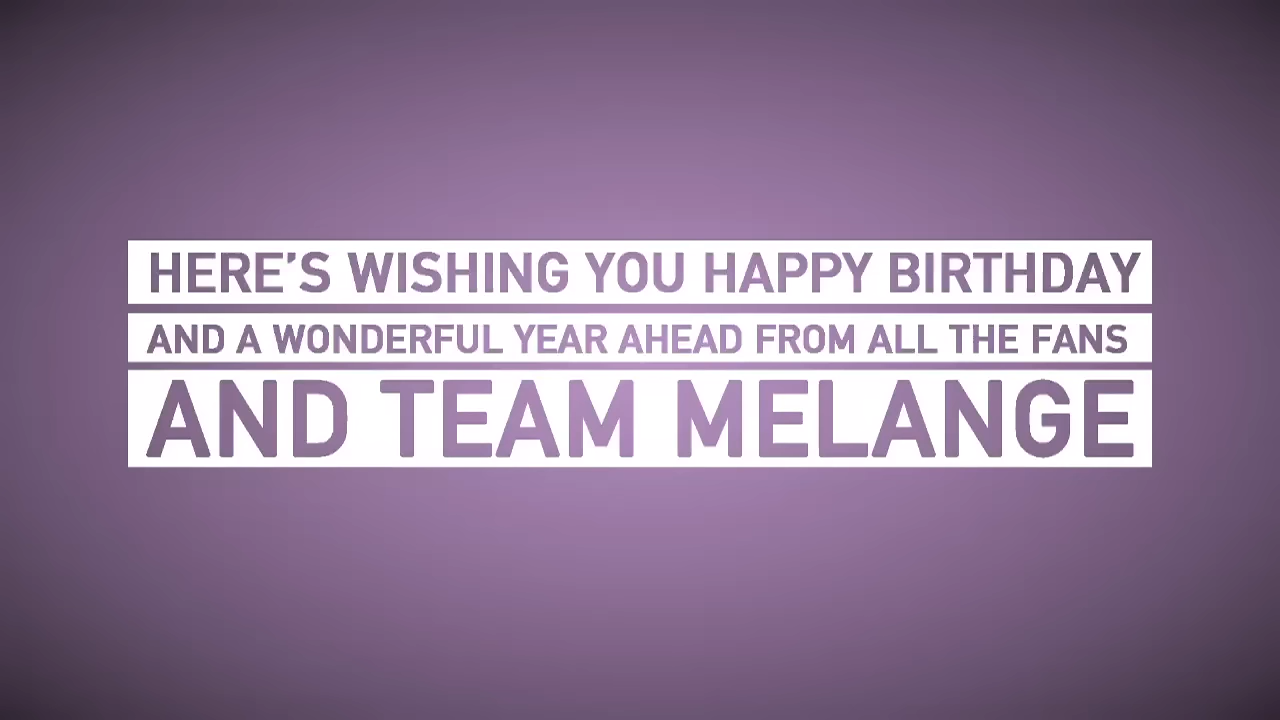 HERE’S WISHING YOU HAPPY BIRTHDAY
AND A WONDERFUL YEAR AHEAD FROM ALL THE FANS
AND TEAM MELANGE